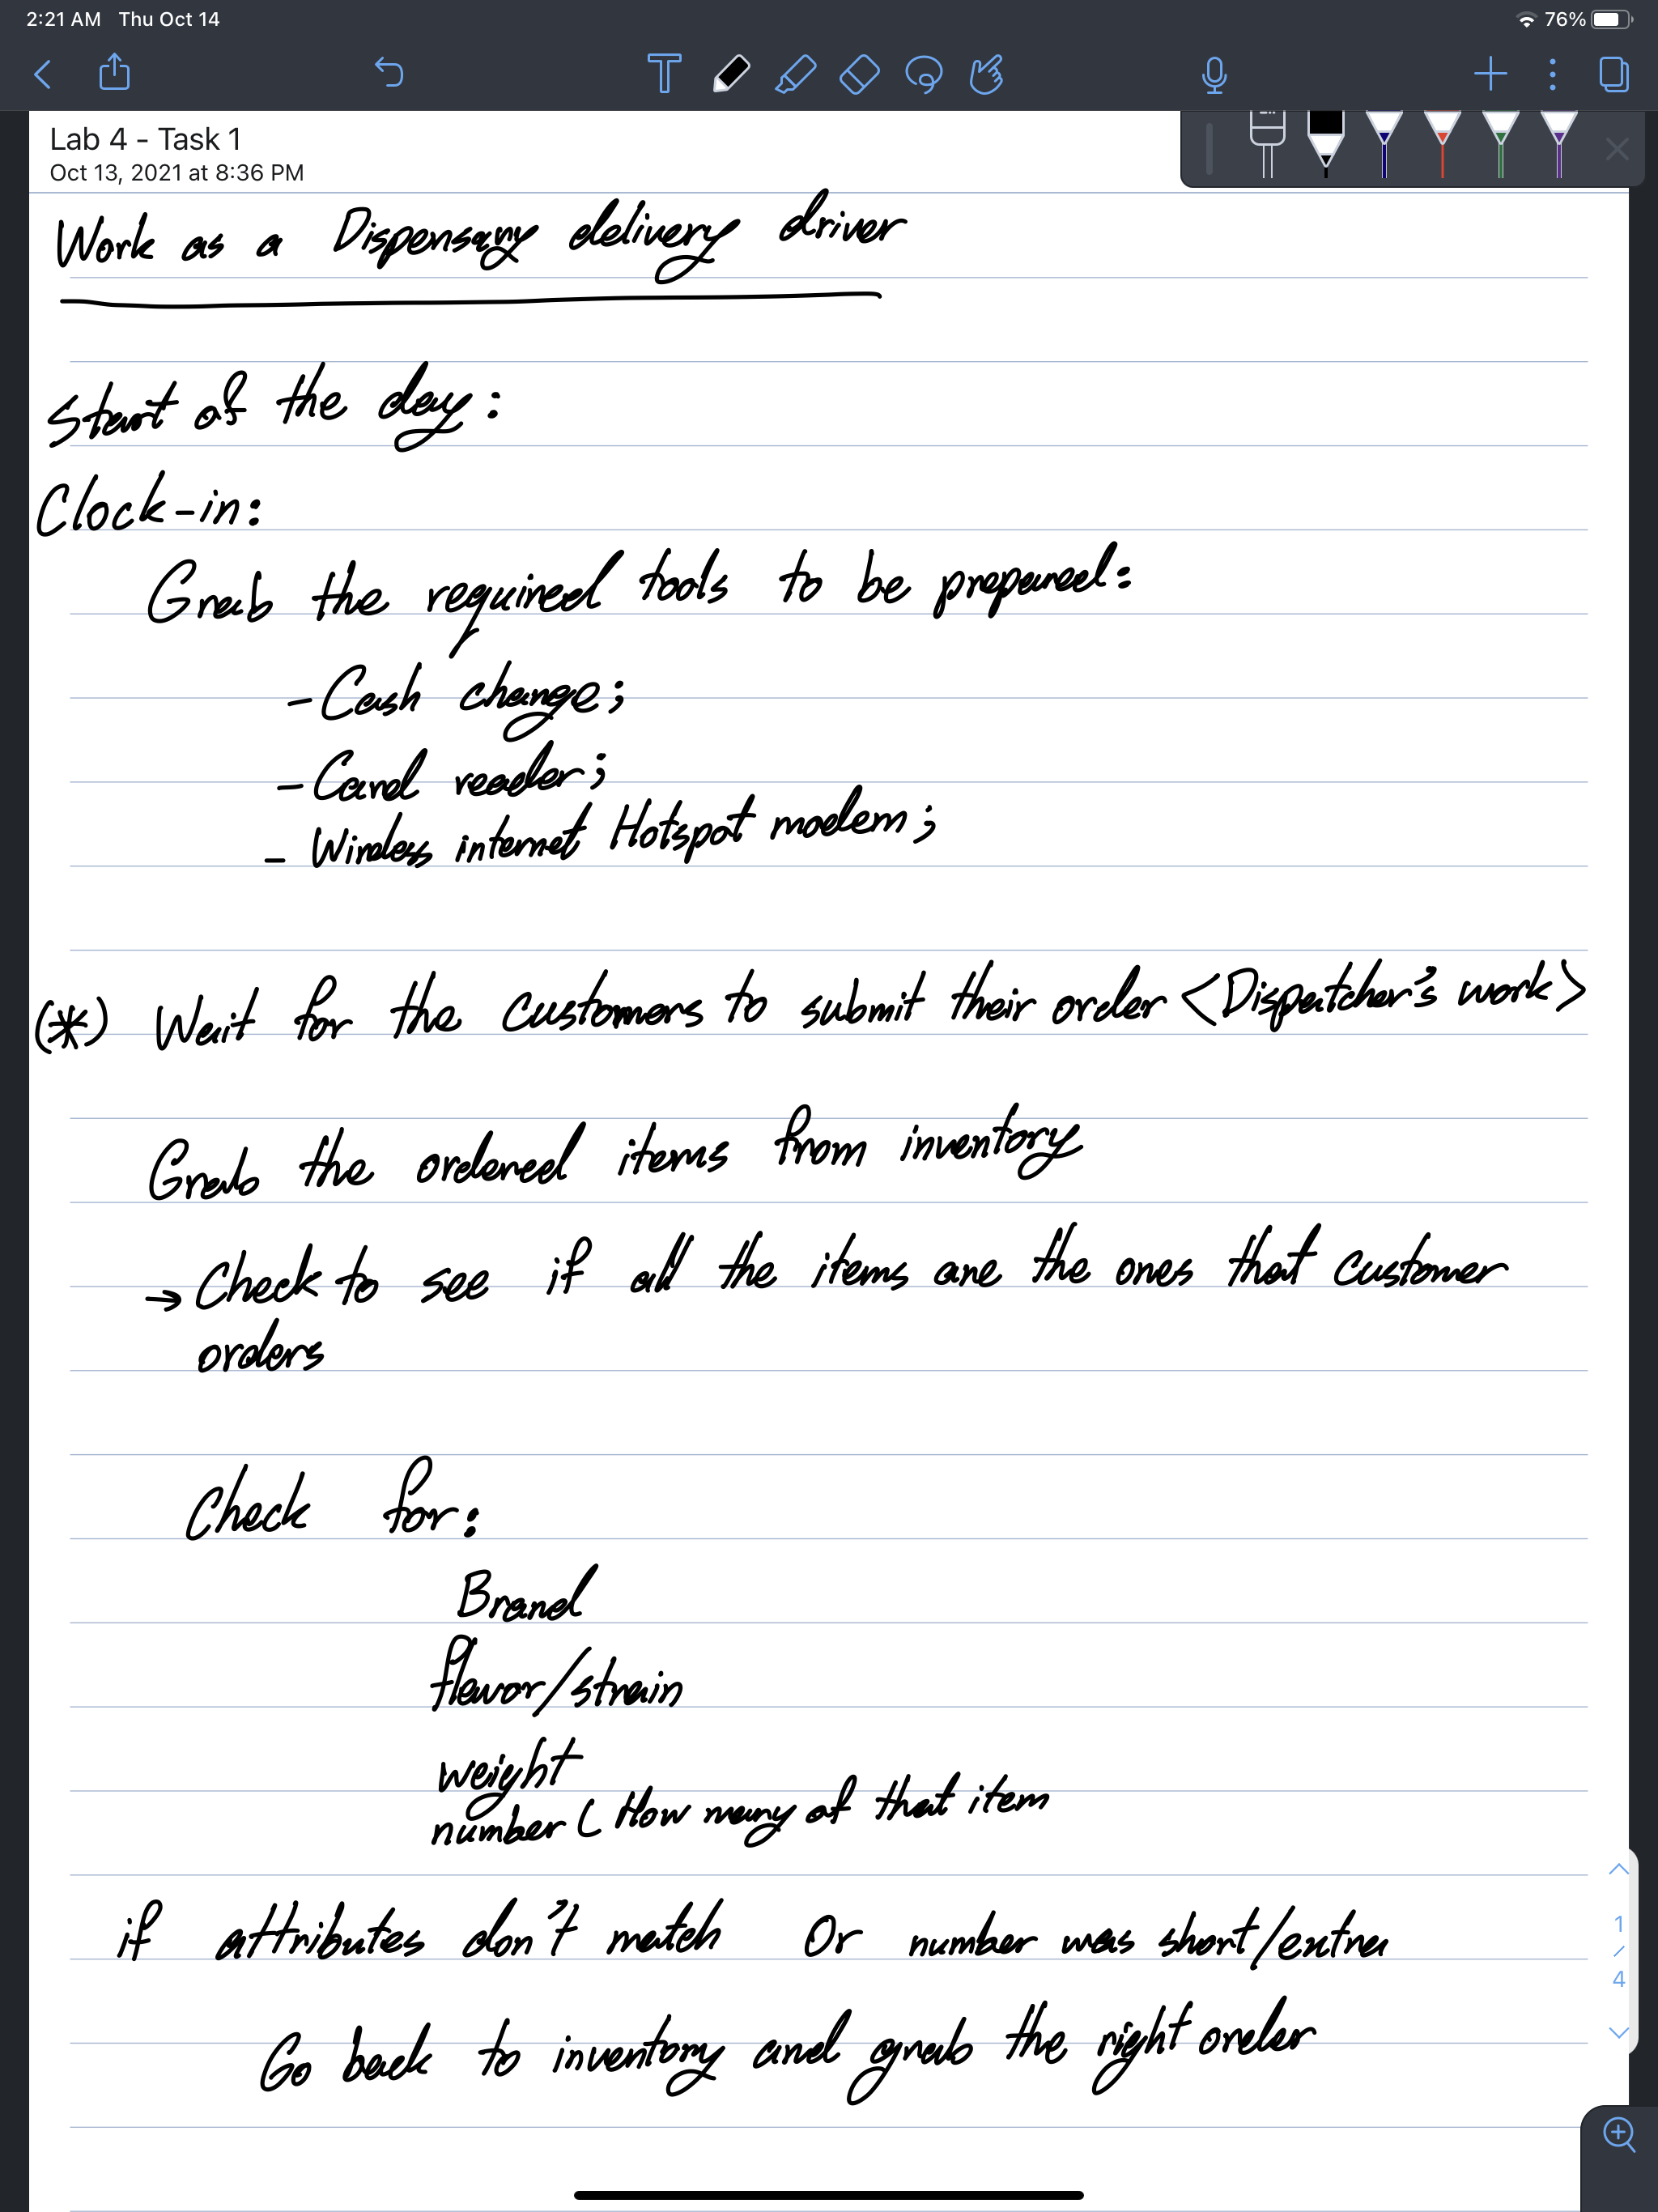 2:21 AM Thu Oct 14 76%
Lab 4 - Task 1
Oct 13, 2021 at 8:36 PM
Work as a Dispensary delivery driver
Start of the day:
Clock-in:
Grab the required tools to be prepared:
- Cash change;
- Card reader;
- Wireless internet Hotspot modem;
(*) Wait for the customers to submit their order <Dispatcher's work>
Grab the ordered items from inventory
→ Check to see if all the items are the ones that customer
orders
Check for:
Brand
flavor/strain
weight
number ( How many of that item
if attributes don't match Or number was short/extra
Go back to inventory and grab the right order
1
/
4